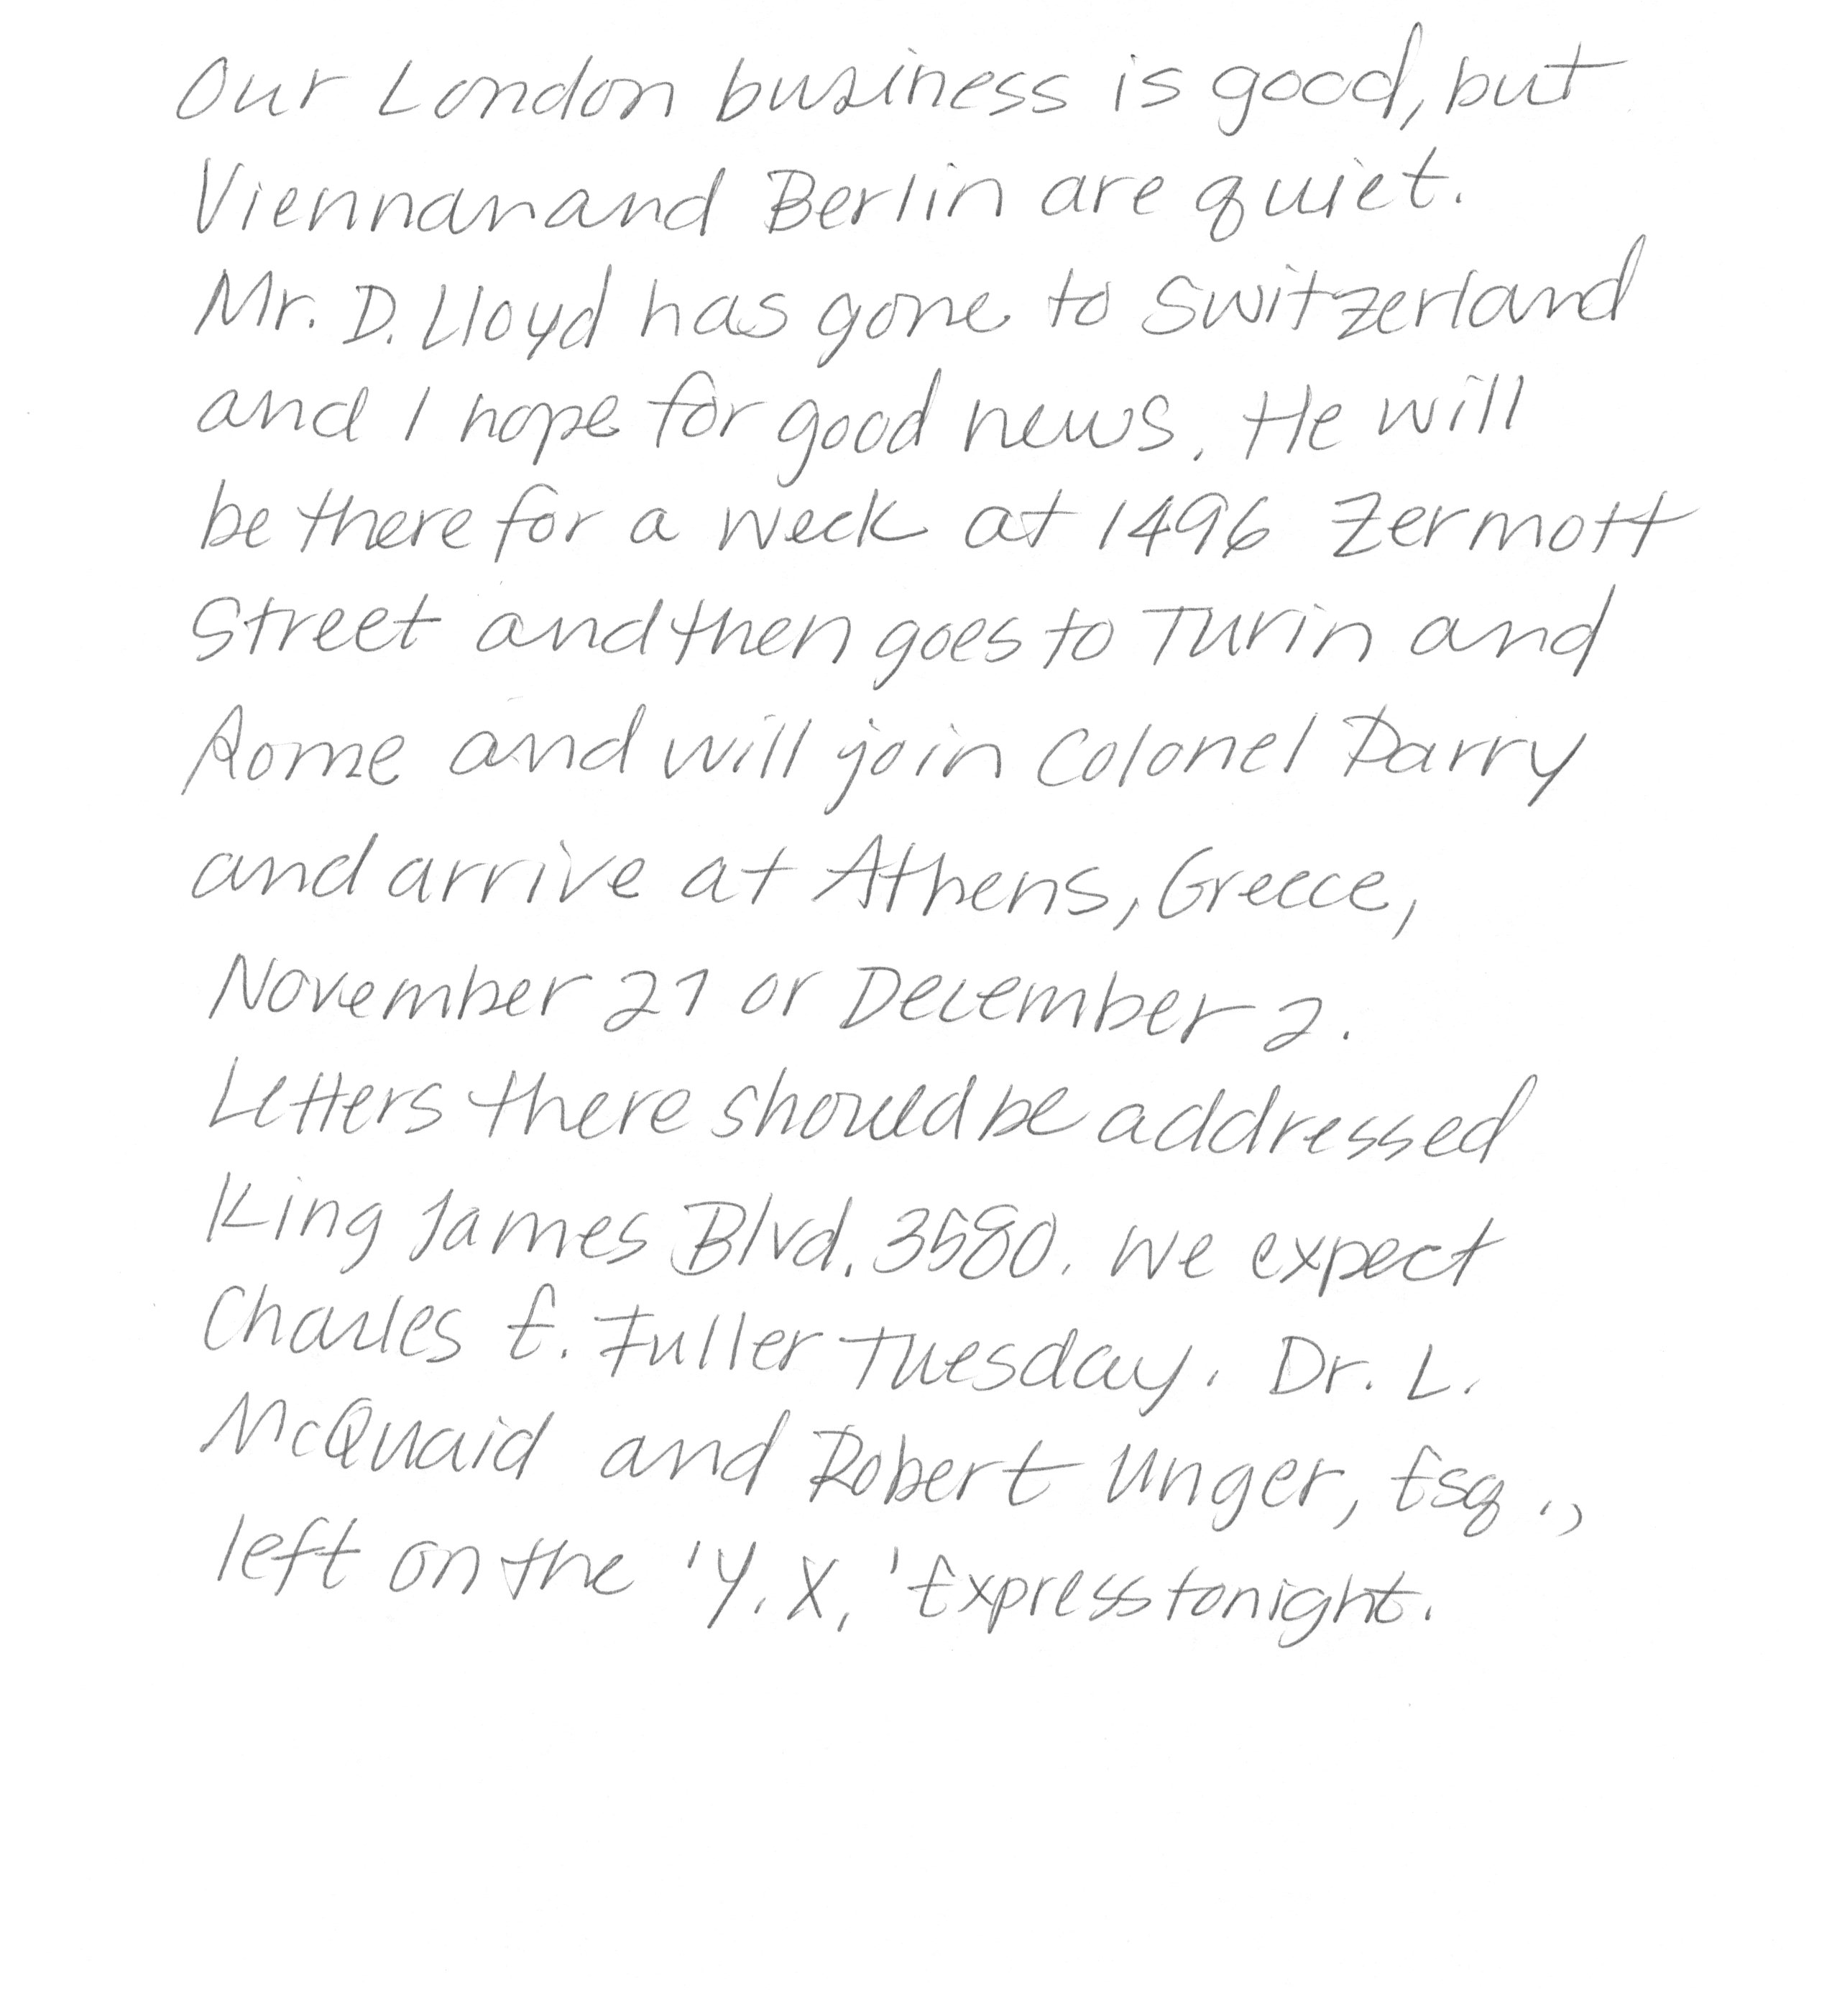 Our London business is good, but
Viennanand Berlin are quiet.
Mr. D. Lloyd has gone to Switzerland
and I hope for good news. He will
be there for a week at 1496 Zermott
Street and then goes to Turin and
Rome and will join Colonel Parry
and arrive at Athens, Greece,
November 27 or December 2.
Letters there should be addressed
King James Blvd. 3580. We expect
Charles E. Fuller Tuesday. Dr. L.
McQuaid and Robert Unger, Esq.,
left on the 'Y. X.' Express tonight.